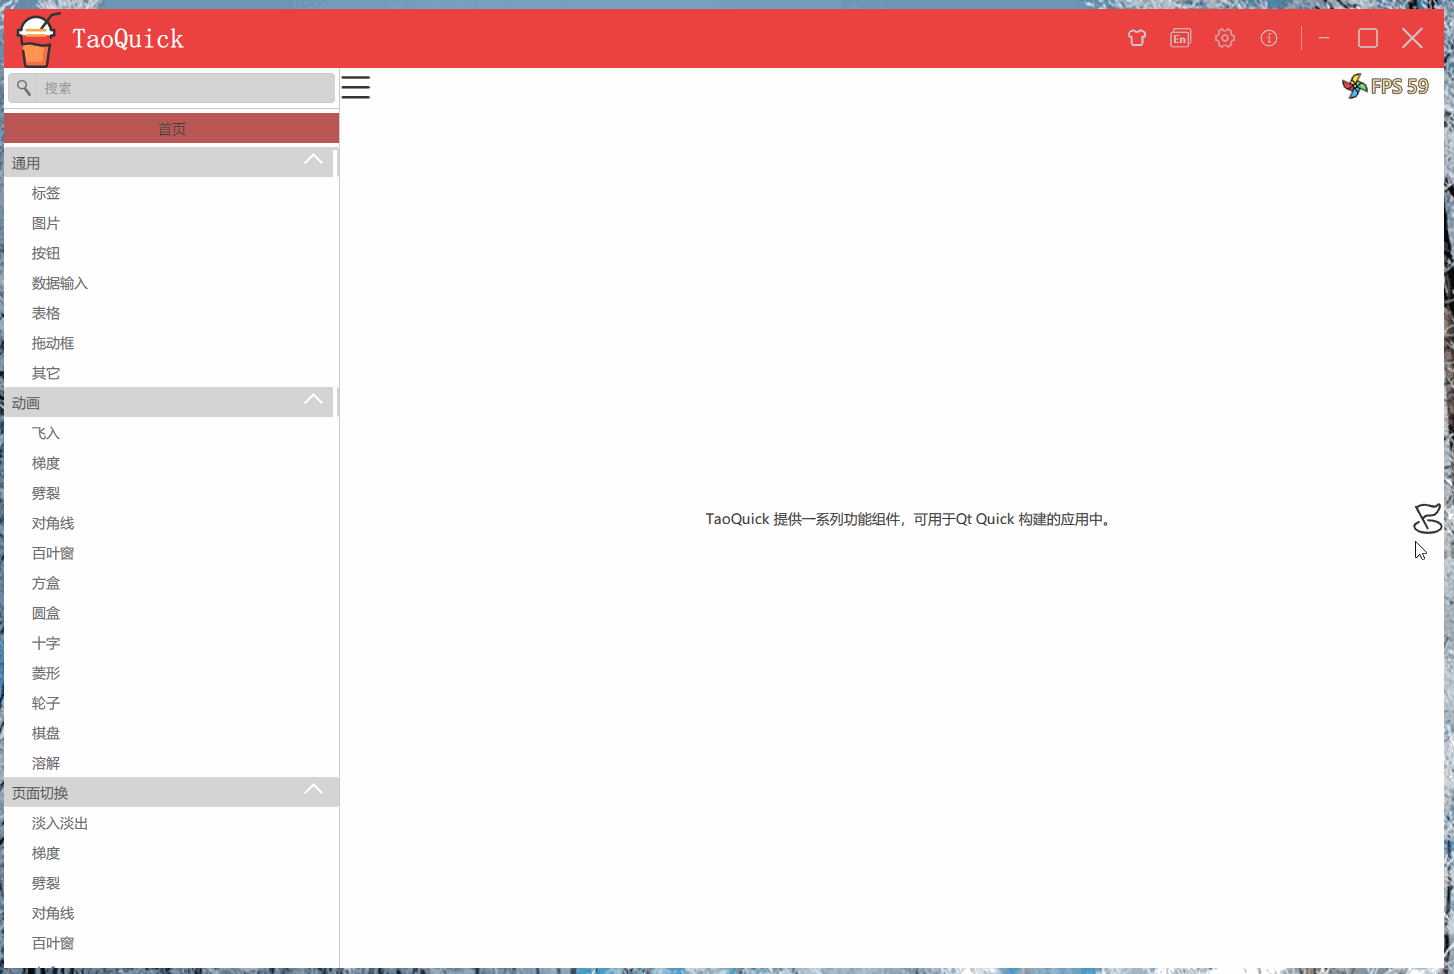 TaoQuick
En
搜索
FPS 59
首页
通用
标签
图片
按钮
数据输入
表格
拖动框
其它
动画
飞入
梯度
劈裂
对角线
百叶窗
方盒
圆盒
十字
菱形
轮子
棋盘
溶解
页面切换
淡入淡出
梯度
劈裂
对角线
百叶窗
TaoQuick 提供一系列功能组件，可用于Qt Quick 构建的应用中。